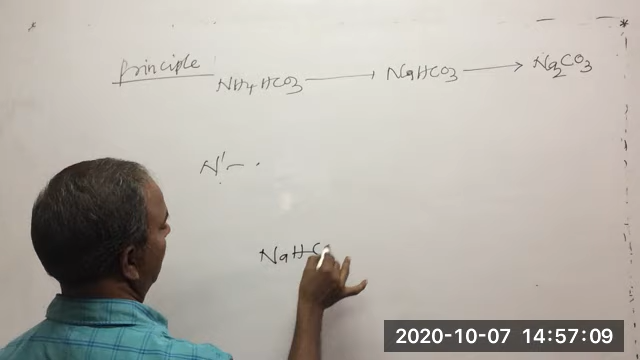 Principle
NH4HCO3 → NaHCO3 → Na2CO3
NaHC
2020-10-07 14:57:09